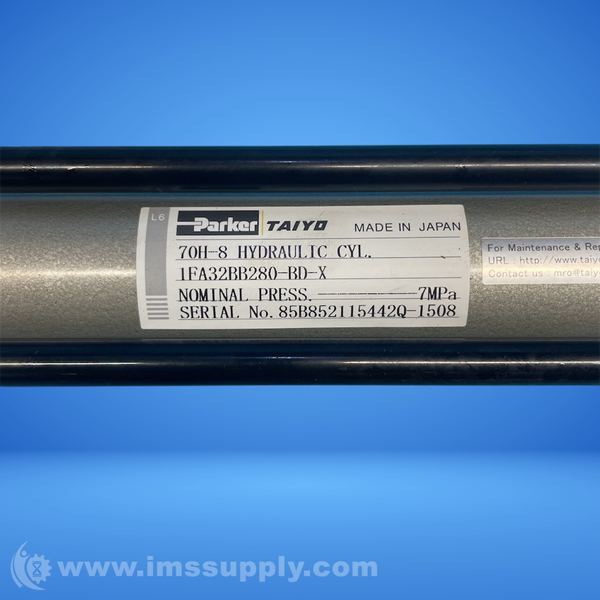 L6 Parker TAIYO MADE IN JAPAN
70H-8 HYDRAULIC CYL.
1FA32BB280-BD-X
NOMINAL PRESS. 7MPa
SERIAL No. 85B852115442Q-1508
For Maintenance & Rep
URL : http://www.taiyo
Contact us : mro@taiy
www.imssupply.com